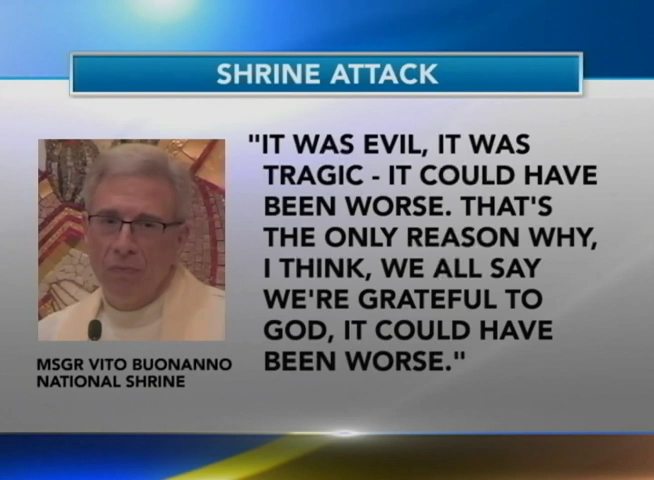 SHRINE ATTACK
"IT WAS EVIL, IT WAS
TRAGIC - IT COULD HAVE
BEEN WORSE. THAT'S
THE ONLY REASON WHY,
I THINK, WE ALL SAY
WE'RE GRATEFUL TO
GOD, IT COULD HAVE
BEEN WORSE."
MSGR VITO BUONANNO
NATIONAL SHRINE